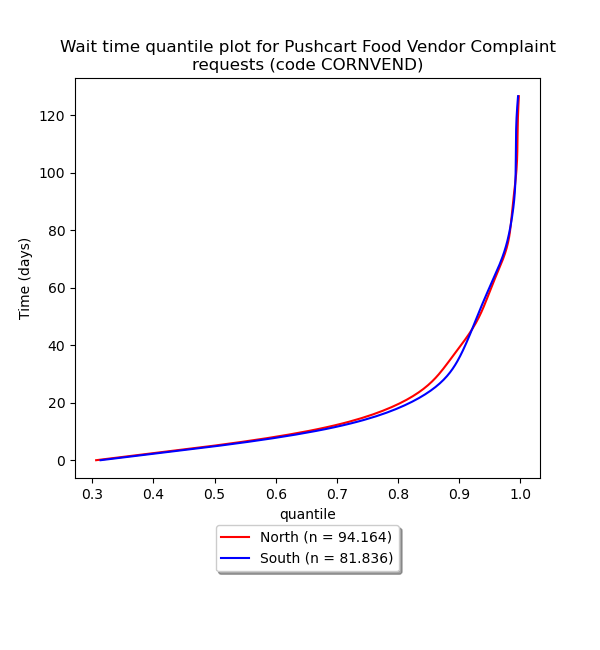 Wait time quantile plot for Pushcart Food Vendor Complaint
requests (code CORNVEND)
Time (days)
120
100
80
60
40
20
0
0.3 0.4 0.5 0.6 0.7 0.8 0.9 1.0
quantile
North (n = 94.164)
South (n = 81.836)